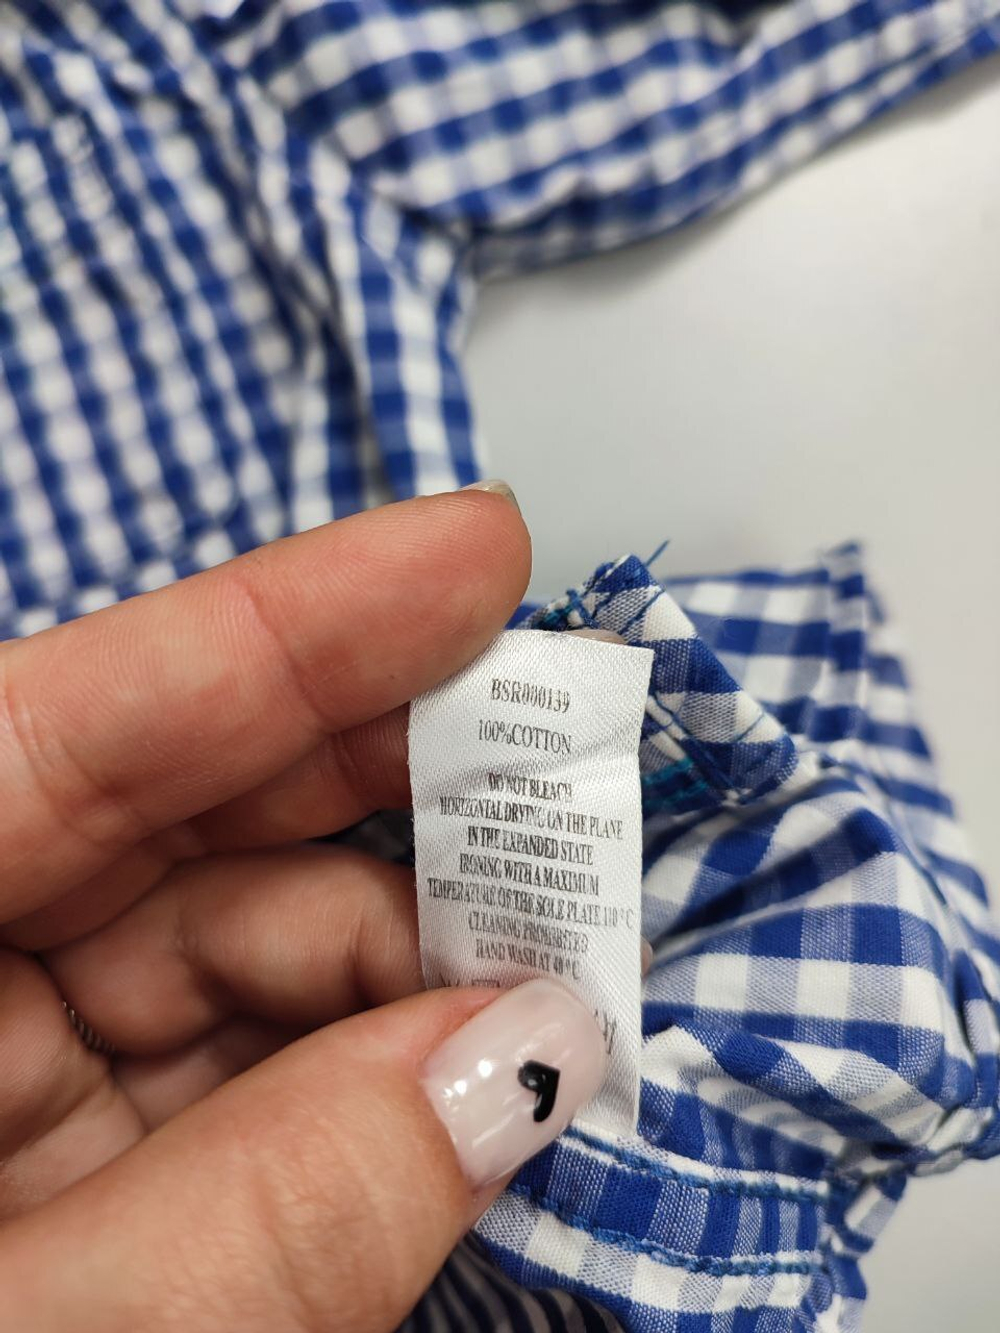 BSR000139
100%COTTON
DO NOT BLEACH
HORIZONTAL DRYING ON THE PLANE
IN THE EXPANDED STATE
IRONING WITH A MAXIMUM
TEMPERATURE OF THE SOLE PLATE 110°C
CLEANING PROHIBITED
HAND WASH AT 40°C